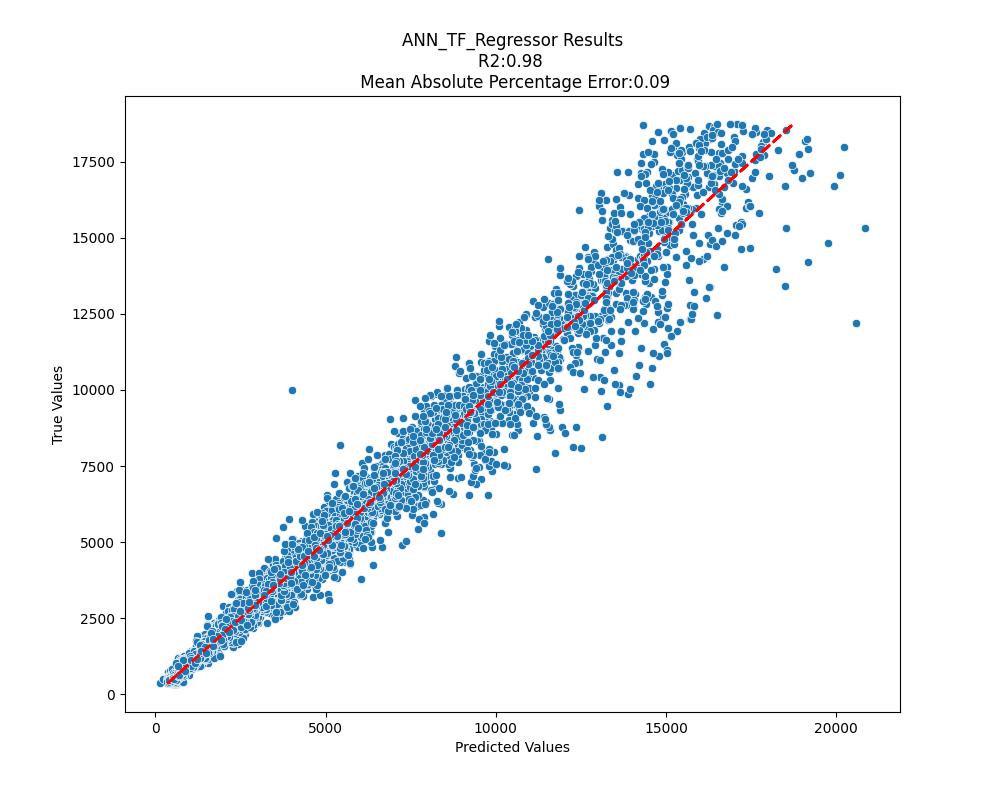 ANN_TF_Regressor Results
R2:0.98
Mean Absolute Percentage Error:0.09
True Values
17500
15000
12500
10000
7500
5000
2500
0
0 5000 10000 15000 20000
Predicted Values